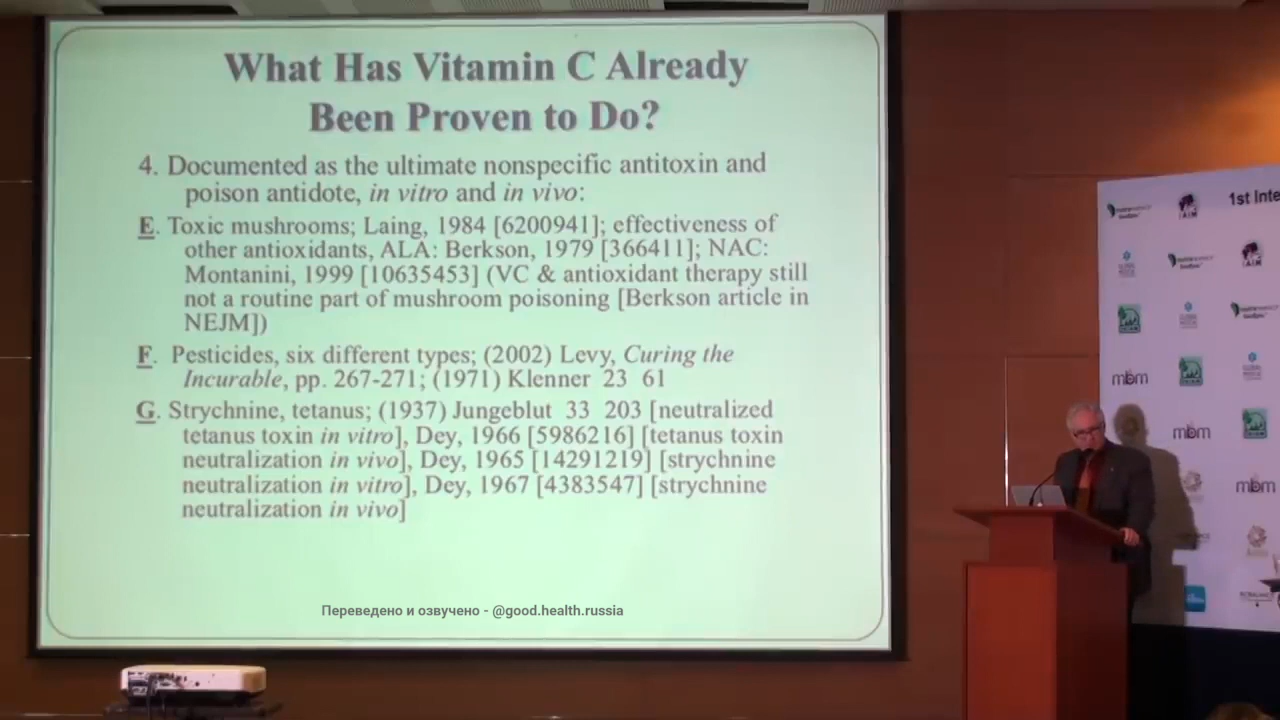 What Has Vitamin C Already
Been Proven to Do?
4. Documented as the ultimate nonspecific antitoxin and
poison antidote, in vitro and in vivo:
E. Toxic mushrooms; Laing, 1984 [6200941]; effectiveness of
other antioxidants, ALA: Berkson, 1979 [366411]; NAC:
Montanini, 1999 [10635453] (VC & antioxidant therapy still
not a routine part of mushroom poisoning [Berkson article in
NEJM])
F. Pesticides, six different types; (2002) Levy, Curing the
Incurable, pp. 267-271; (1971) Klenner 23 61
G. Strychnine, tetanus; (1937) Jungeblut 33 203 [neutralized
tetanus toxin in vitro], Dey, 1966 [5986216] [tetanus toxin
neutralization in vivo], Dey, 1965 [14291219] [strychnine
neutralization in vitro], Dey, 1967 [4383547] [strychnine
neutralization in vivo]
Переведено и озвучено - @good.health.russia
1st Inte
mbm
mbm
mbm